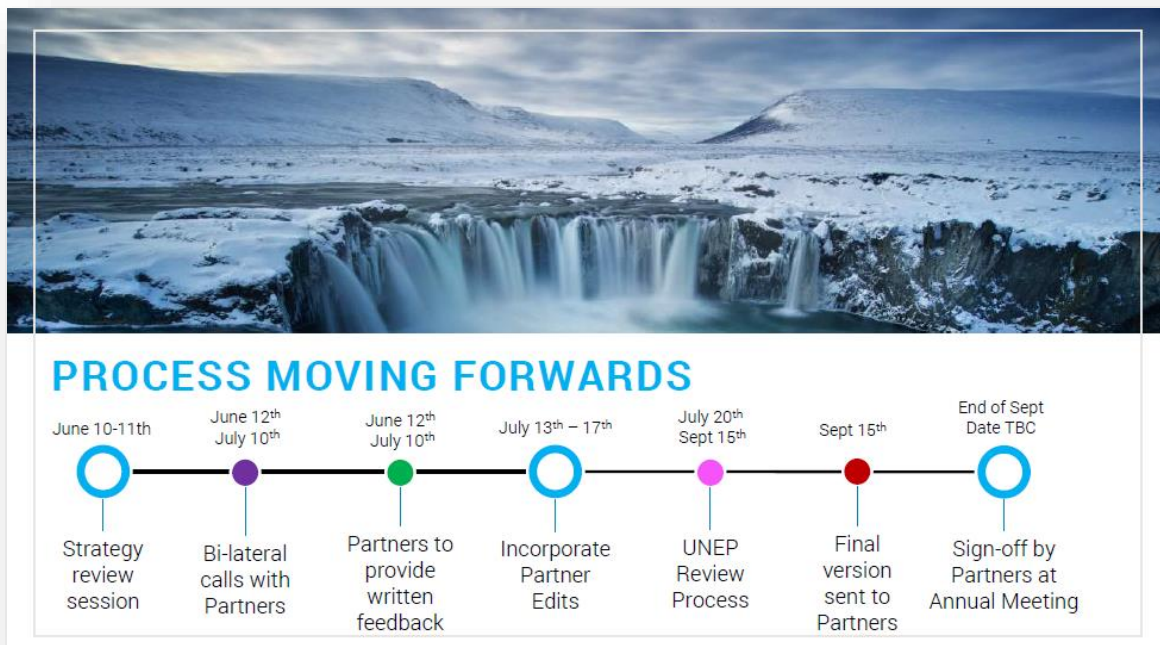 PROCESS MOVING FORWARDS
June 10-11th
Strategy
review
session
June 12th
July 10th
Bi-lateral
calls with
Partners
June 12th
July 10th
Partners to
provide
written
feedback
July 13th – 17th
Incorporate
Partner
Edits
July 20th
Sept 15th
UNEP
Review
Process
Sept 15th
Final
version
sent to
Partners
End of Sept
Date TBC
Sign-off by
Partners at
Annual Meeting